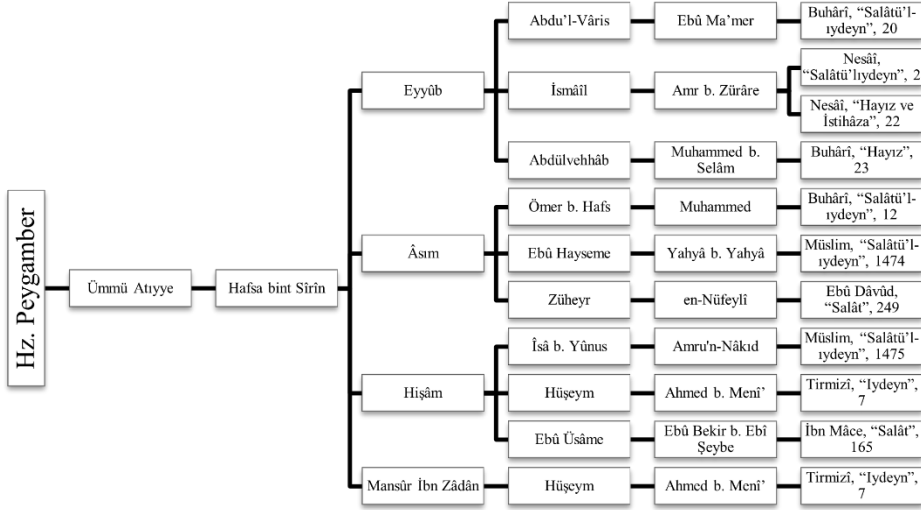 Hz. Peygamber
Ümmü Atıyye
Hafsa bint Sîrîn
Eyyûb
Abdu'l-Vâris
Ebû Ma'mer
Buhârî, "Salâtü'l-
ıydeyn", 20
İsmâîl
Amr b. Zürâre
Nesâî,
"Salâtü'lıydeyn", 2
Nesâî, "Hayız ve
İstihâza", 22
Abdülvehhâb
Muhammed b.
Selâm
Buhârî, "Hayız",
23
Âsım
Ömer b. Hafs
Muhammed
Buhârî, "Salâtü'l-
ıydeyn", 12
Ebû Hayseme
Yahyâ b. Yahyâ
Müslim, "Salâtü'l-
ıydeyn", 1474
Züheyr
en-Nüfeylî
Ebû Dâvûd,
"Salât", 249
Hişâm
Îsâ b. Yûnus
Amru'n-Nâkıd
Müslim, "Salâtü'l-
ıydeyn", 1475
Hüşeym
Ahmed b. Menî'
Tirmizî, "Iydeyn",
7
Ebû Üsâme
Ebû Bekir b. Ebî
Şeybe
İbn Mâce, "Salât",
165
Mansûr İbn Zâdân
Hüşeym
Ahmed b. Menî'
Tirmizî, "Iydeyn",
7